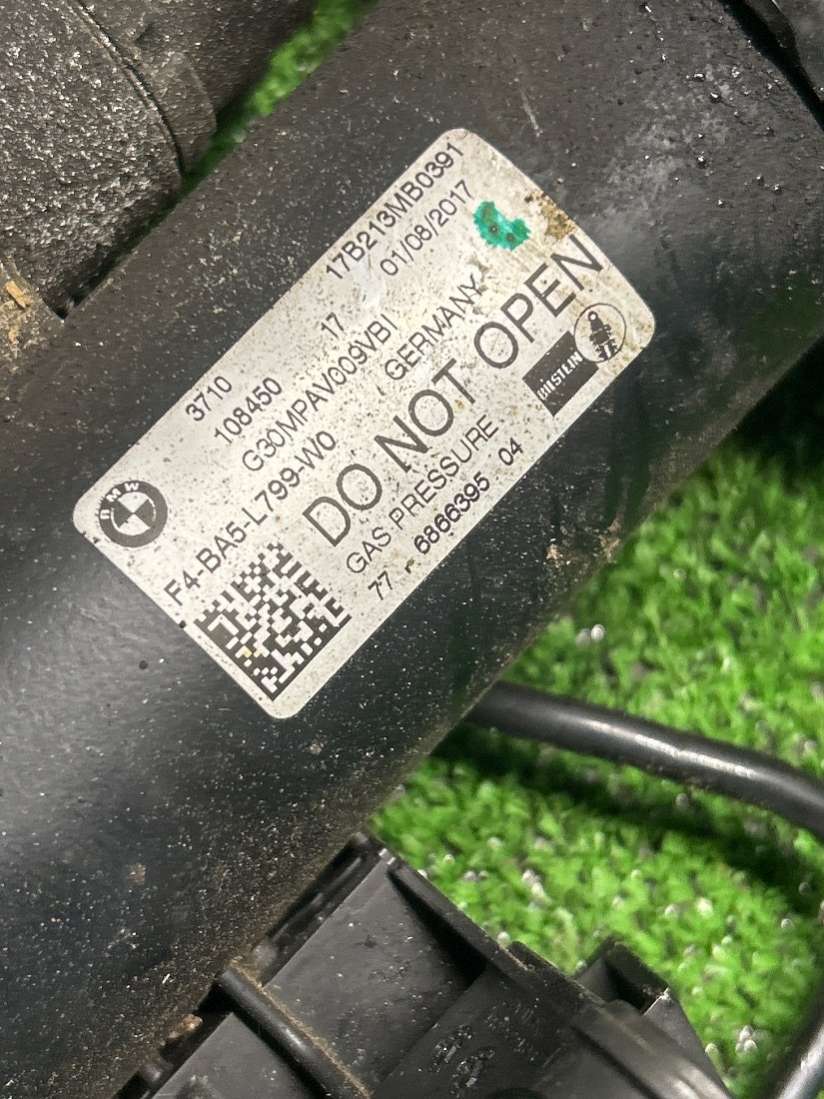 BMW
3710 17 17B213MB0391
108450 01/08/2017
G30MPAV009VBI
F4-BA5-L799-W0 GERMANY
DO NOT OPEN
GAS PRESSURE
77 - 6866395 04
BILSTEIN